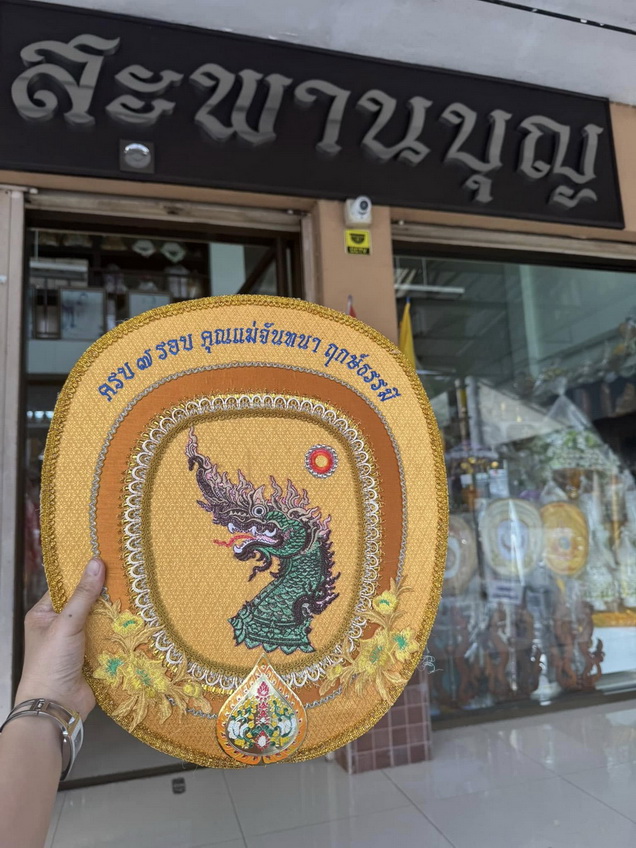 สะพานบุญ
ครบ ๗ รอบ คุณแม่จันทนา ฤกษ์ธรรมี
CCTV